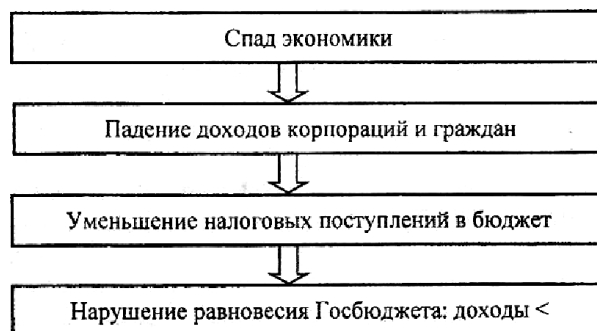 Спад экономики
Падение доходов корпораций и граждан
Уменьшение налоговых поступлений в бюджет
Нарушение равновесия Госбюджета: доходы <